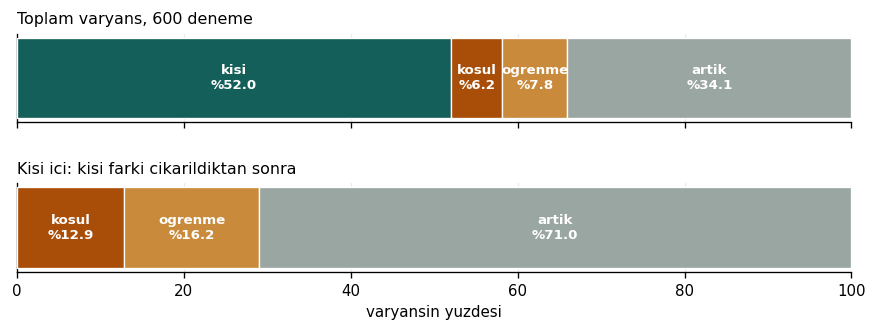 Toplam varyans, 600 deneme
kisi
%52.0
kosul
%6.2
ogrenme
%7.8
artik
%34.1
Kisi ici: kisi farki cikarildiktan sonra
kosul
%12.9
ogrenme
%16.2
artik
%71.0
0 20 40 60 80 100
varyansin yuzdesi